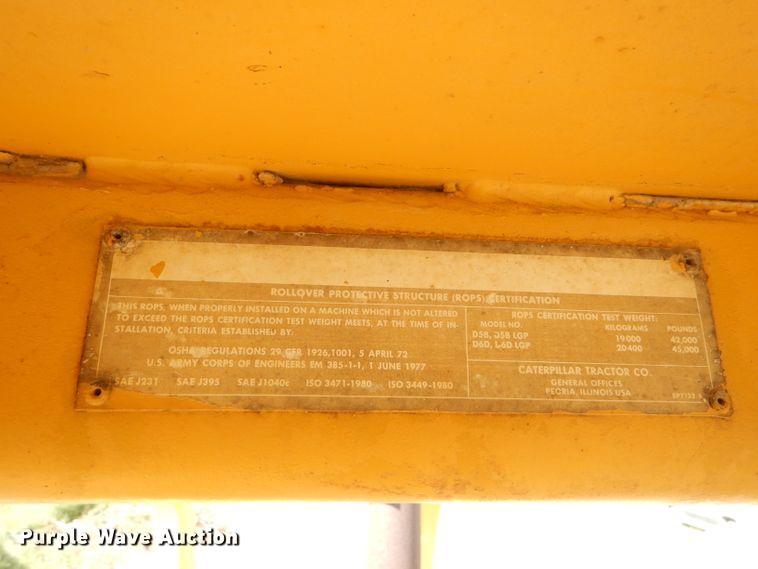 ROLLOVER PROTECTIVE STRUCTURE (ROPS) CERTIFICATION
THIS ROPS, WHEN PROPERLY INSTALLED ON A MACHINE WHICH IS NOT ALTERED
TO EXCEED THE ROPS CERTIFICATION TEST WEIGHT MEETS, AT THE TIME OF IN-
STALLATION, CRITERIA ESTABLISHED BY:
OSHA REGULATIONS 29 CFR 1926,1001, 5 APRIL 72
U.S. ARMY CORPS OF ENGINEERS EM 385-1-1, 1 JUNE 1977
SAE J231 SAE J395 SAE J1040c ISO 3471-1980 ISO 3449-1980
ROPS CERTIFICATION TEST WEIGHT:
MODEL NO. KILOGRAMS POUNDS
D5B, D5B LGP 19000 42,000
D6D, D6D LGP 20400 45,000
CATERPILLAR TRACTOR CO.
GENERAL OFFICES
PEORIA, ILLINOIS USA
Purple Wave Auction